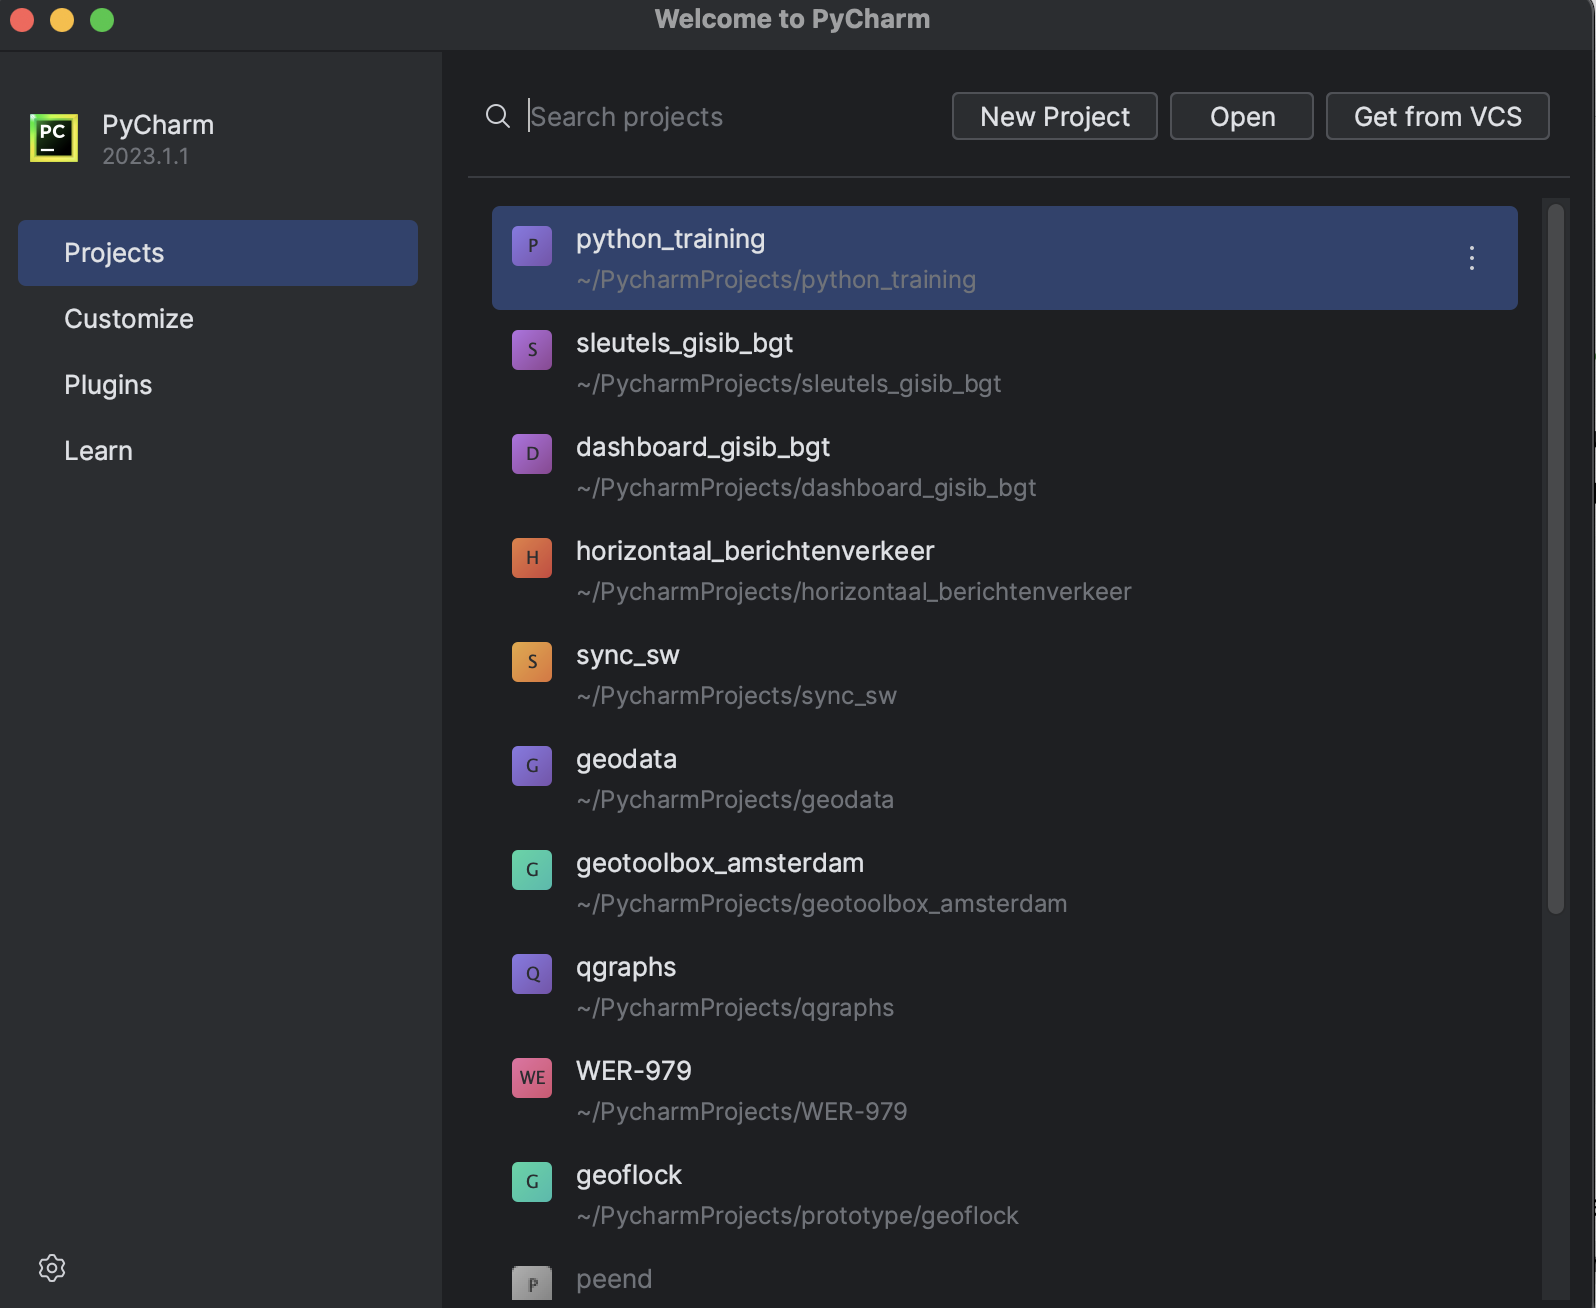 Welcome to PyCharm
PC
PyCharm
2023.1.1
Projects
Customize
Plugins
Learn
Search projects
New Project
Open
Get from VCS
P
python_training
~/PycharmProjects/python_training
S
sleutels_gisib_bgt
~/PycharmProjects/sleutels_gisib_bgt
D
dashboard_gisib_bgt
~/PycharmProjects/dashboard_gisib_bgt
H
horizontaal_berichtenverkeer
~/PycharmProjects/horizontaal_berichtenverkeer
S
sync_sw
~/PycharmProjects/sync_sw
G
geodata
~/PycharmProjects/geodata
G
geotoolbox_amsterdam
~/PycharmProjects/geotoolbox_amsterdam
Q
qgraphs
~/PycharmProjects/qgraphs
WE
WER-979
~/PycharmProjects/WER-979
G
geoflock
~/PycharmProjects/prototype/geoflock
P
peend